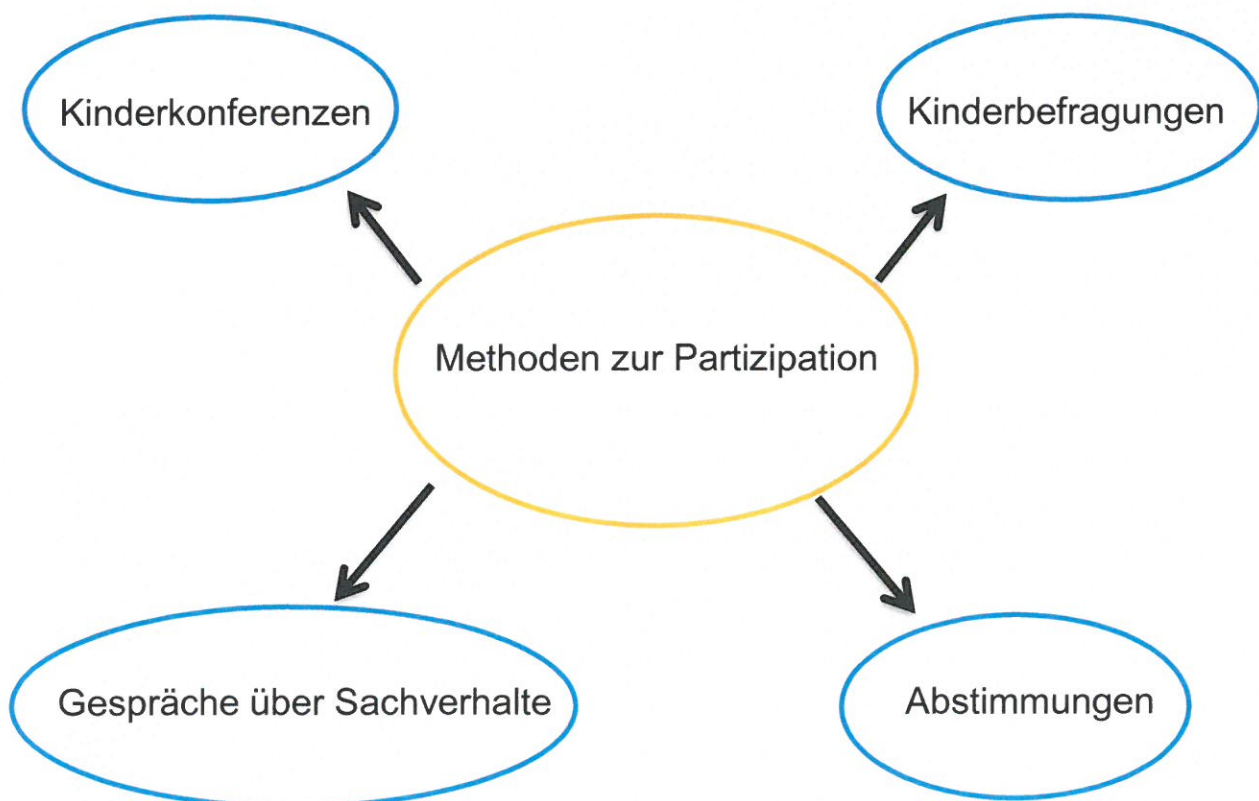 Kinderkonferenzen
Kinderbefragungen
Methoden zur Partizipation
Gespräche über Sachverhalte
Abstimmungen